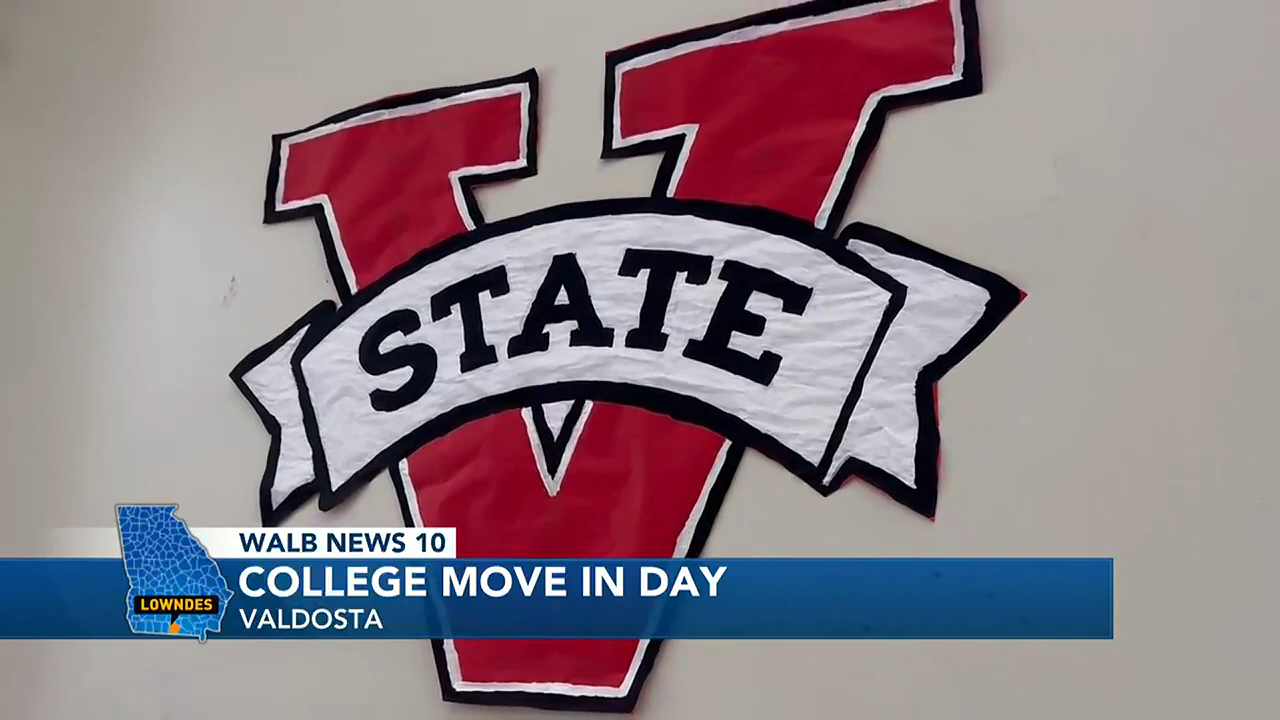 STATE
WALB NEWS 10
COLLEGE MOVE IN DAY
LOWNDES
VALDOSTA